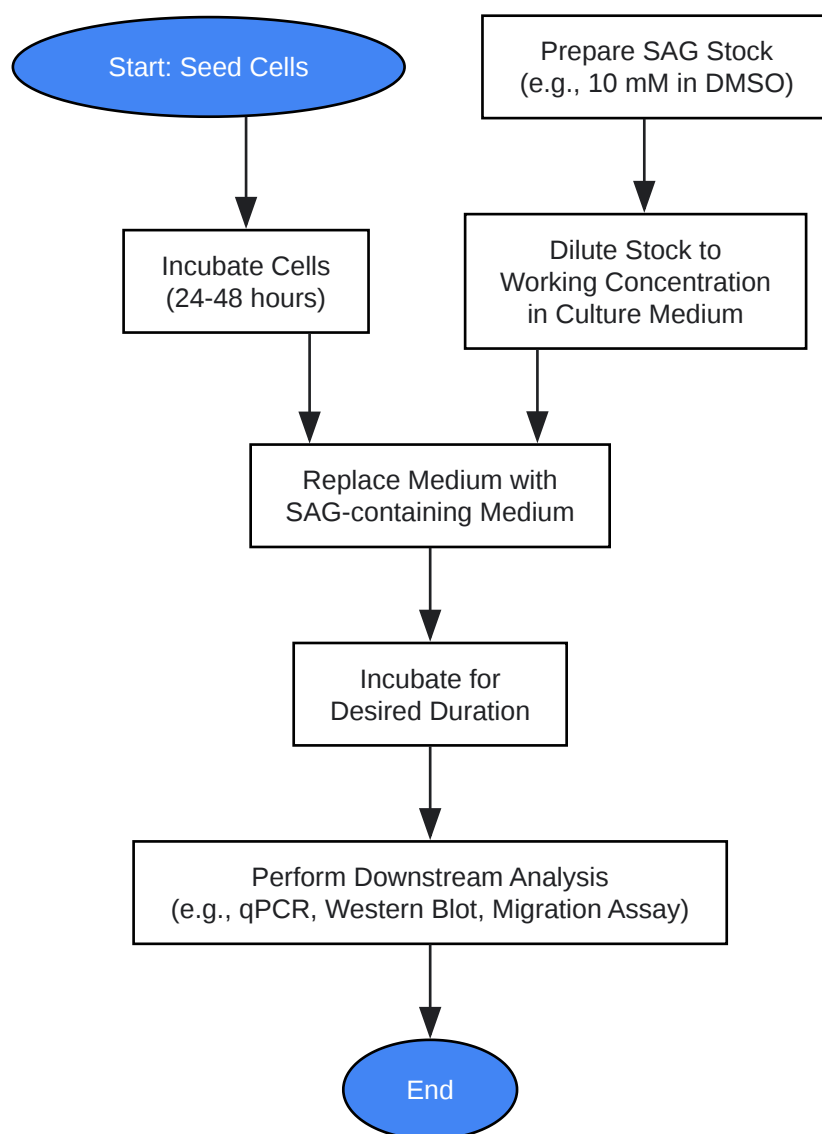 Start: Seed Cells
Prepare SAG Stock
(e.g., 10 mM in DMSO)
Incubate Cells
(24-48 hours)
Dilute Stock to
Working Concentration
in Culture Medium
Replace Medium with
SAG-containing Medium
Incubate for
Desired Duration
Perform Downstream Analysis
(e.g., qPCR, Western Blot, Migration Assay)
End